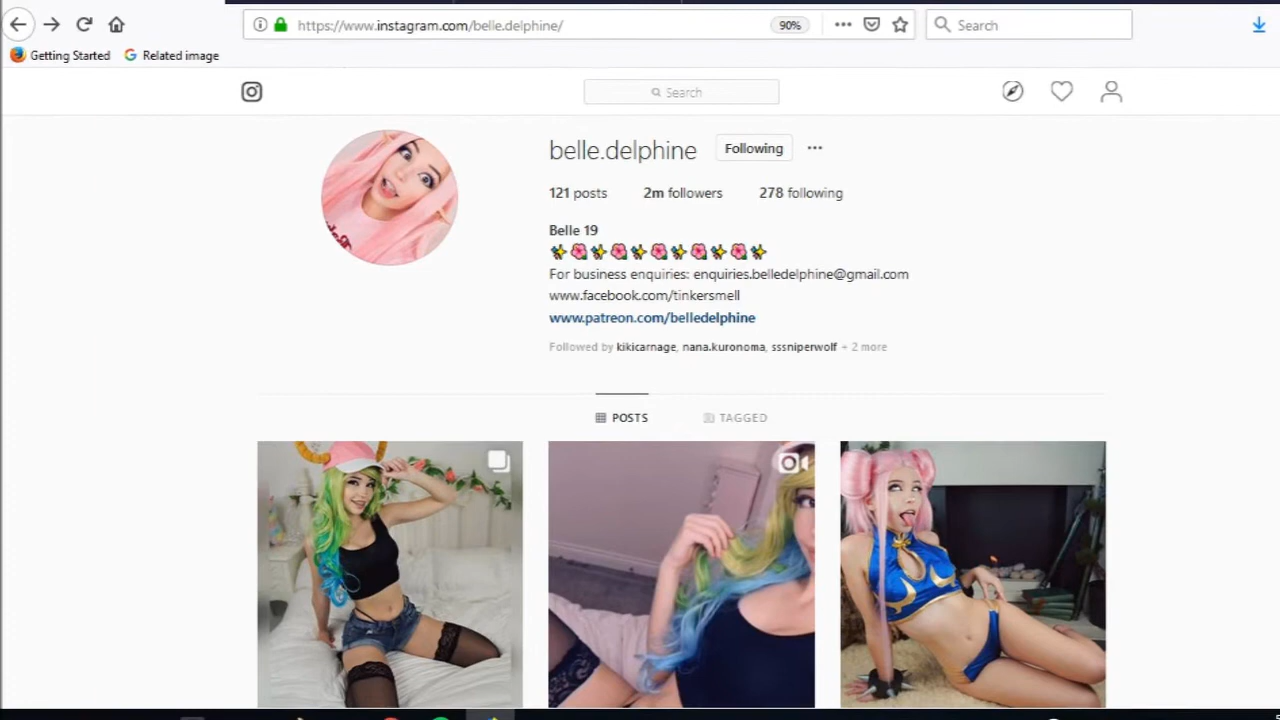 https://www.instagram.com/belle.delphine/
90%
Search
Getting Started
Related image
Search
belle.delphine
Following
121 posts
2m followers
278 following
Belle 19
For business enquiries: enquiries.belledelphine@gmail.com
www.facebook.com/tinkersmell
www.patreon.com/belledelphine
Followed by kikicarnage, nana.kuronoma, sssniperwolf + 2 more
POSTS
TAGGED